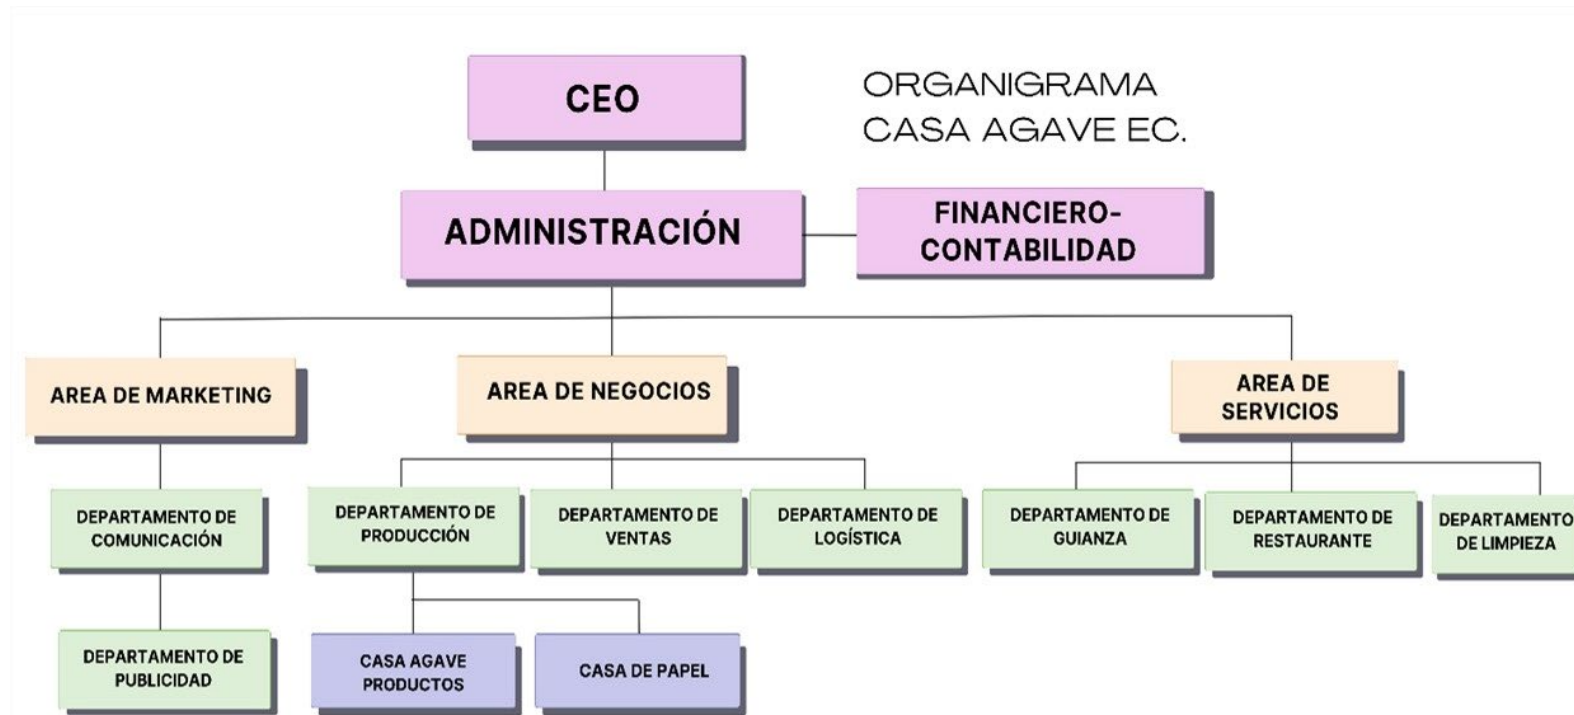 CEO
ORGANIGRAMA
CASA AGAVE EC.
ADMINISTRACIÓN
FINANCIERO-
CONTABILIDAD
AREA DE MARKETING
AREA DE NEGOCIOS
AREA DE
SERVICIOS
DEPARTAMENTO DE
COMUNICACIÓN
DEPARTAMENTO DE
PRODUCCIÓN
DEPARTAMENTO DE
VENTAS
DEPARTAMENTO DE
LOGÍSTICA
DEPARTAMENTO DE
GUIANZA
DEPARTAMENTO DE
RESTAURANTE
DEPARTAMENTO
DE LIMPIEZA
DEPARTAMENTO DE
PUBLICIDAD
CASA AGAVE
PRODUCTOS
CASA DE PAPEL